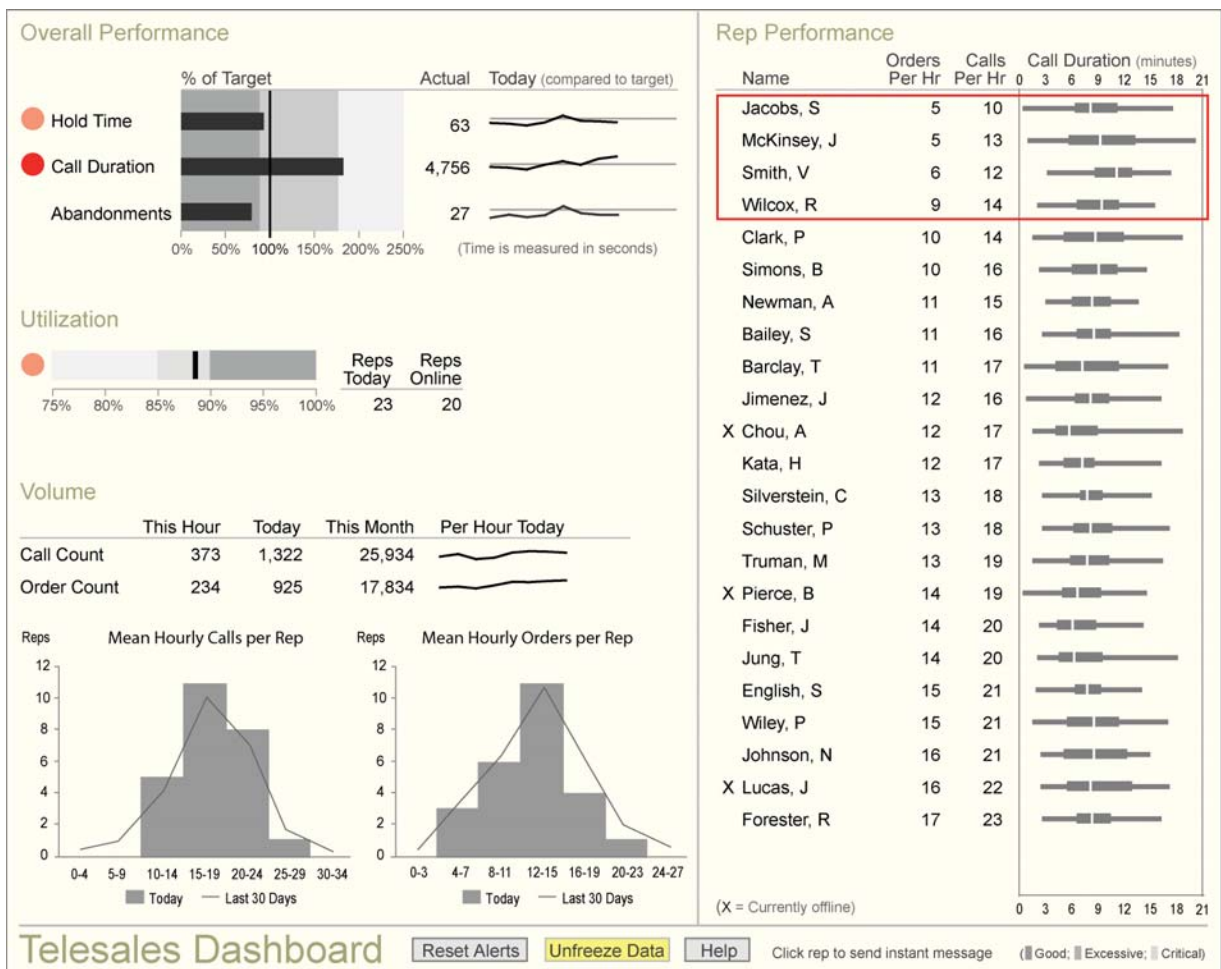 Overall Performance
% of Target Actual Today (compared to target)
Hold Time 63
Call Duration 4,756
Abandonments 27
0% 50% 100% 150% 200% 250% (Time is measured in seconds)
Utilization
Reps Today Reps Online
75% 80% 85% 90% 95% 100% 23 20
Volume
This Hour Today This Month Per Hour Today
Call Count 373 1,322 25,934
Order Count 234 925 17,834
Reps Mean Hourly Calls per Rep
12
10
8
6
4
2
0
0-4 5-9 10-14 15-19 20-24 25-29 30-34
Today Last 30 Days
Reps Mean Hourly Orders per Rep
12
10
8
6
4
2
0
0-3 4-7 8-11 12-15 16-19 20-23 24-27
Today Last 30 Days
Rep Performance
Orders Calls Call Duration (minutes)
Name Per Hr Per Hr 0 3 6 9 12 15 18 21
Jacobs, S 5 10
McKinsey, J 5 13
Smith, V 6 12
Wilcox, R 9 14
Clark, P 10 14
Simons, B 10 16
Newman, A 11 15
Bailey, S 11 16
Barclay, T 11 17
Jimenez, J 12 16
X Chou, A 12 17
Kata, H 12 17
Silverstein, C 13 18
Schuster, P 13 18
Truman, M 13 19
X Pierce, B 14 19
Fisher, J 14 20
Jung, T 14 20
English, S 15 21
Wiley, P 15 21
Johnson, N 16 21
X Lucas, J 16 22
Forester, R 17 23
(X = Currently offline) 0 3 6 9 12 15 18 21
Telesales Dashboard Reset Alerts Unfreeze Data Help Click rep to send instant message (Good; Excessive; Critical)